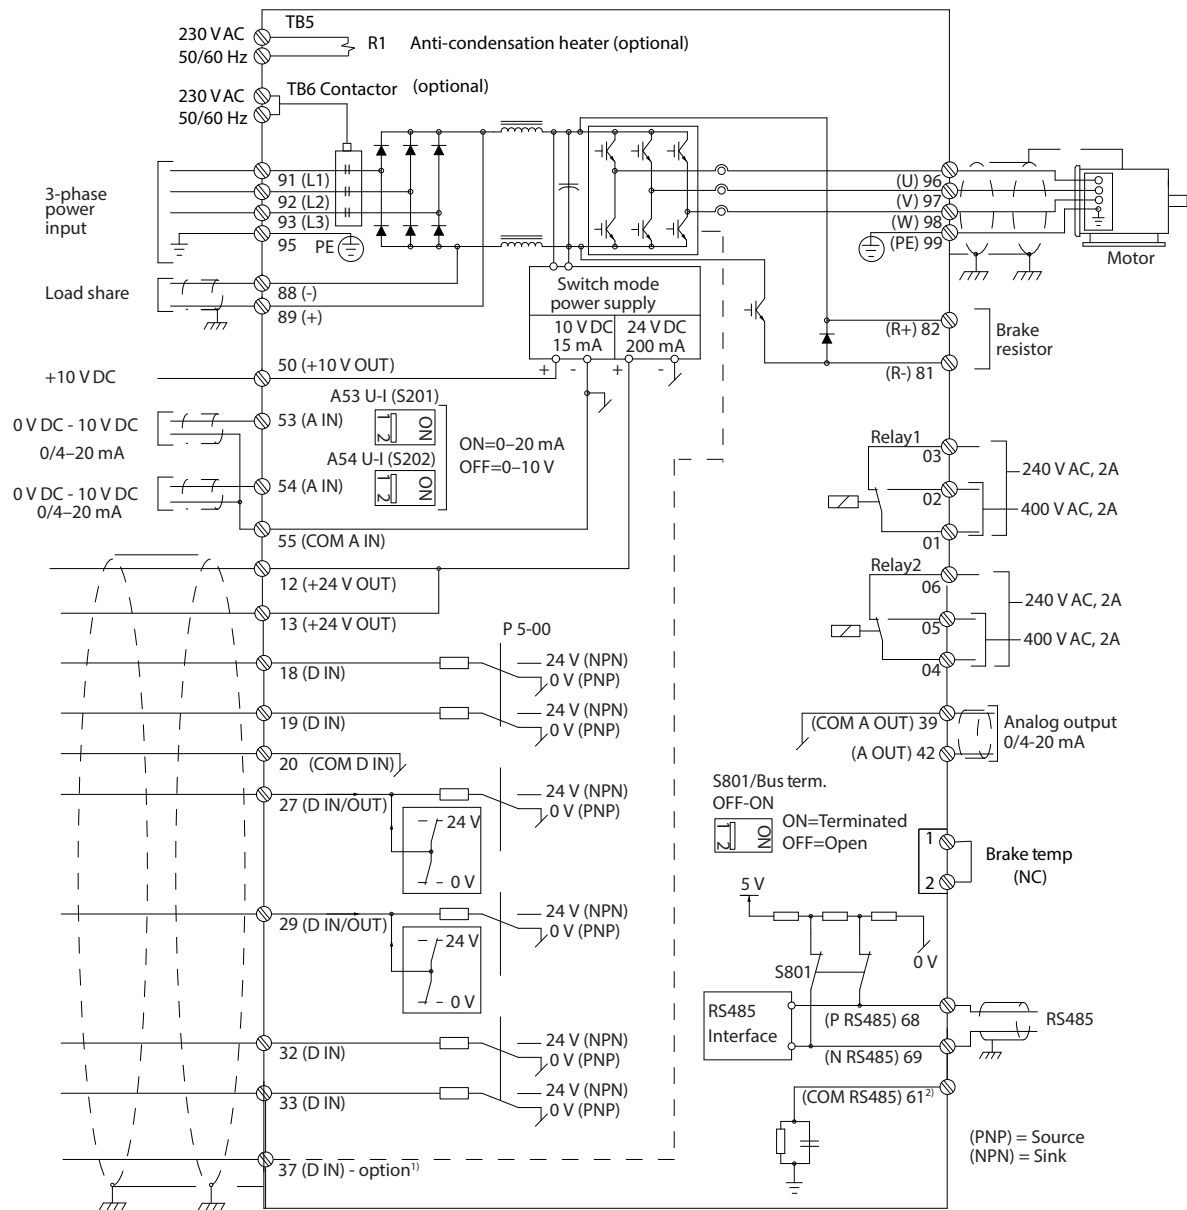 TB5
230 V AC
50/60 Hz
R1
Anti-condensation heater (optional)
TB6 Contactor (optional)
230 V AC
50/60 Hz
3-phase
power
input
91 (L1)
92 (L2)
93 (L3)
95
PE
(U) 96
(V) 97
(W) 98
(PE) 99
Motor
Load share
88 (-)
89 (+)
Switch mode
power supply
10 V DC
15 mA
24 V DC
200 mA
+ - + -
(R+) 82
(R-) 81
Brake
resistor
+10 V DC
50 (+10 V OUT)
A53 U-I (S201)
1 2
ON
0 V DC - 10 V DC
0/4–20 mA
53 (A IN)
A54 U-I (S202)
1 2
ON
ON=0–20 mA
OFF=0–10 V
0 V DC - 10 V DC
0/4–20 mA
54 (A IN)
55 (COM A IN)
Relay1
03
02
01
240 V AC, 2A
400 V AC, 2A
12 (+24 V OUT)
13 (+24 V OUT)
Relay2
06
05
04
240 V AC, 2A
400 V AC, 2A
P 5-00
18 (D IN)
24 V (NPN)
0 V (PNP)
19 (D IN)
24 V (NPN)
0 V (PNP)
20 (COM D IN)
27 (D IN/OUT)
24 V (NPN)
0 V (PNP)
24 V
0 V
29 (D IN/OUT)
24 V (NPN)
0 V (PNP)
24 V
0 V
32 (D IN)
24 V (NPN)
0 V (PNP)
33 (D IN)
24 V (NPN)
0 V (PNP)
37 (D IN) - option¹⁾
(COM A OUT) 39
(A OUT) 42
Analog output
0/4-20 mA
S801/Bus term.
OFF-ON
1 2
ON
ON=Terminated
OFF=Open
1
2
Brake temp
(NC)
5 V
0 V
S801
RS485
Interface
(P RS485) 68
(N RS485) 69
RS485
(COM RS485) 61²⁾
(PNP) = Source
(NPN) = Sink